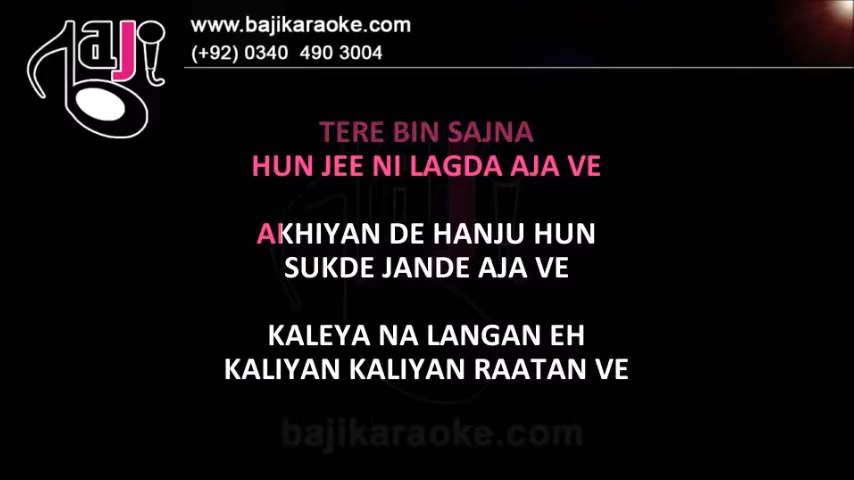 BAJI
www.bajikaraoke.com
(+92) 0340 490 3004
TERE BIN SAJNA
HUN JEE NI LAGDA AJA VE
AKHIYAN DE HANJU HUN
SUKDE JANDE AJA VE
KALEYA NA LANGAN EH
KALIYAN KALIYAN RAATAN VE
bajikaraoke.com